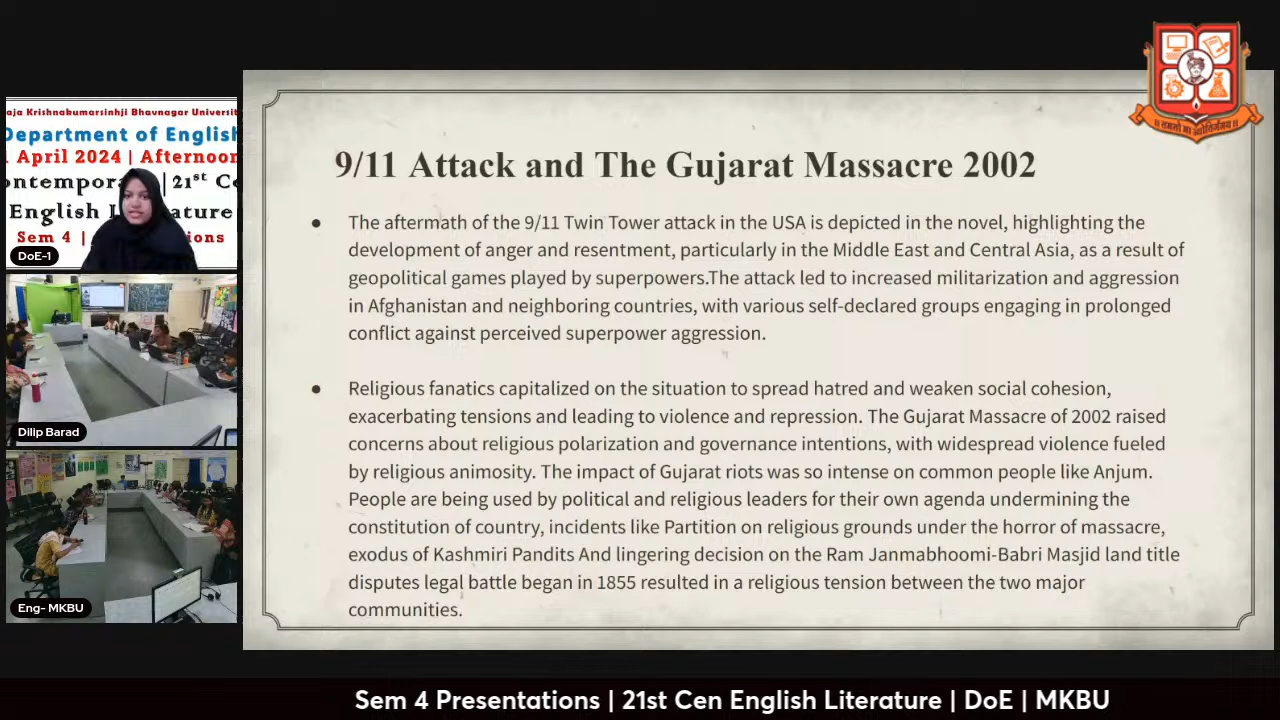 aja Krishnakumarsinhji Bhavnagar Universit
Department of English
April 2024 | Afternoon
21st Ce
English
Sem 4 |
DoE-1
Dilip Barad
Eng- MKBU
9/11 Attack and The Gujarat Massacre 2002
● The aftermath of the 9/11 Twin Tower attack in the USA is depicted in the novel, highlighting the
development of anger and resentment, particularly in the Middle East and Central Asia, as a result of
geopolitical games played by superpowers.The attack led to increased militarization and aggression
in Afghanistan and neighboring countries, with various self-declared groups engaging in prolonged
conflict against perceived superpower aggression.
● Religious fanatics capitalized on the situation to spread hatred and weaken social cohesion,
exacerbating tensions and leading to violence and repression. The Gujarat Massacre of 2002 raised
concerns about religious polarization and governance intentions, with widespread violence fueled
by religious animosity. The impact of Gujarat riots was so intense on common people like Anjum.
People are being used by political and religious leaders for their own agenda undermining the
constitution of country, incidents like Partition on religious grounds under the horror of massacre,
exodus of Kashmiri Pandits And lingering decision on the Ram Janmabhoomi-Babri Masjid land title
disputes legal battle began in 1855 resulted in a religious tension between the two major
communities.
Sem 4 Presentations | 21st Cen English Literature | DoE | MKBU